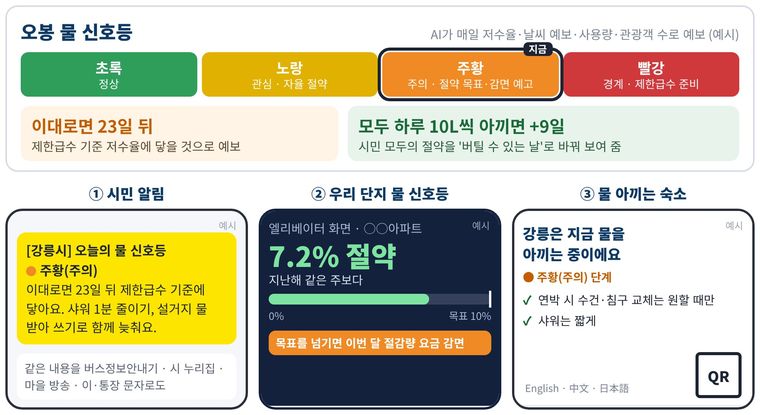 오봉 물 신호등
AI가 매일 저수율·날씨 예보·사용량·관광객 수로 예보 (예시)
지금
초록
정상
노랑
관심 · 자율 절약
주황
주의 · 절약 목표·감면 예고
빨강
경계 · 제한급수 준비
이대로면 23일 뒤
제한급수 기준 저수율에 닿을 것으로 예보
모두 하루 10L씩 아끼면 +9일
시민 모두의 절약을 '버틸 수 있는 날'로 바꿔 보여 줌
① 시민 알림
예시
[강릉시] 오늘의 물 신호등
주황(주의)
이대로면 23일 뒤 제한급수 기준에
닿아요. 샤워 1분 줄이기, 설거지 물
받아 쓰기로 함께 늦춰요.
같은 내용을 버스정보안내기 · 시 누리집 ·
마을 방송 · 이·통장 문자로도
② 우리 단지 물 신호등
엘리베이터 화면 · ○○아파트
예시
7.2% 절약
지난해 같은 주보다
0%
목표 10%
목표를 넘기면 이번 달 절감량 요금 감면
③ 물 아끼는 숙소
예시
강릉은 지금 물을
아끼는 중이에요
주황(주의) 단계
✓ 연박 시 수건·침구 교체는 원할 때만
✓ 샤워는 짧게
English · 中文 · 日本語
QR